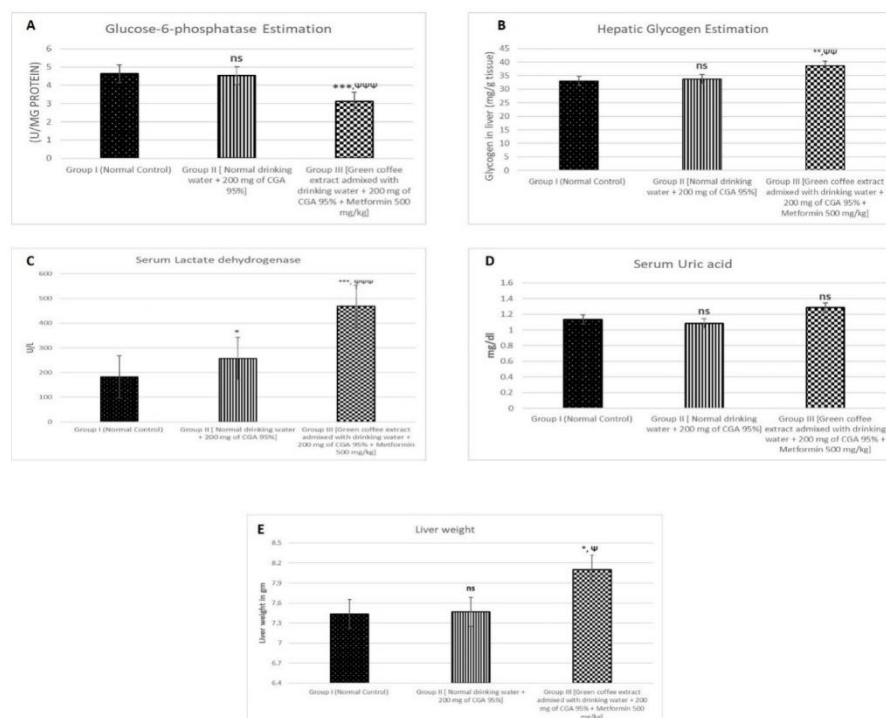 A
Glucose-6-phosphatase Estimation
(U/MG PROTEIN)
6
5
4
3
2
1
0
ns
***,ΨΨΨ
Group I (Normal Control)
Group II [ Normal drinking
water + 200 mg of CGA
95%]
Group III [Green coffee extract
admixed with drinking
water + 200 mg of
CGA 95% + Metformin 500
mg/kg]
B
Hepatic Glycogen Estimation
Glycogen in liver (mg/g tissue)
45
40
35
30
25
20
15
10
5
0
ns
**,ΨΨ
Group I (Normal Control)
Group II [ Normal drinking
water + 200 mg of CGA 95%]
Group III [Green coffee extract
admixed with drinking water +
200 mg of CGA 95% +
Metformin 500 mg/kg]
C
Serum Lactate dehydrogenase
U/L
600
500
400
300
200
100
0
*
***, ΨΨΨ
Group I (Normal Control)
Group II [ Normal drinking water
+ 200 mg of CGA 95%]
Group III [Green coffee extract
admixed with drinking water +
200 mg of CGA 95% + Metformin
500 mg/kg]
D
Serum Uric acid
mg/dl
1.6
1.4
1.2
1
0.8
0.6
0.4
0.2
0
ns
ns
Group I (Normal Control)
Group II [ Normal drinking
water + 200 mg of CGA 95%]
Group III [Green coffee
extract admixed with drinking
water + 200 mg of CGA 95% +
Metformin 500 mg/kg]
E
Liver weight
Liver weight in gm
8.5
8.2
7.9
7.6
7.3
7
6.7
6.4
ns
*, Ψ
Group I (Normal Control)
Group II [ Normal drinking water +
200 mg of CGA 95%]
Group III [Green coffee extract
admixed with drinking water + 200
mg of CGA 95% + Metformin 500
mg/kg]